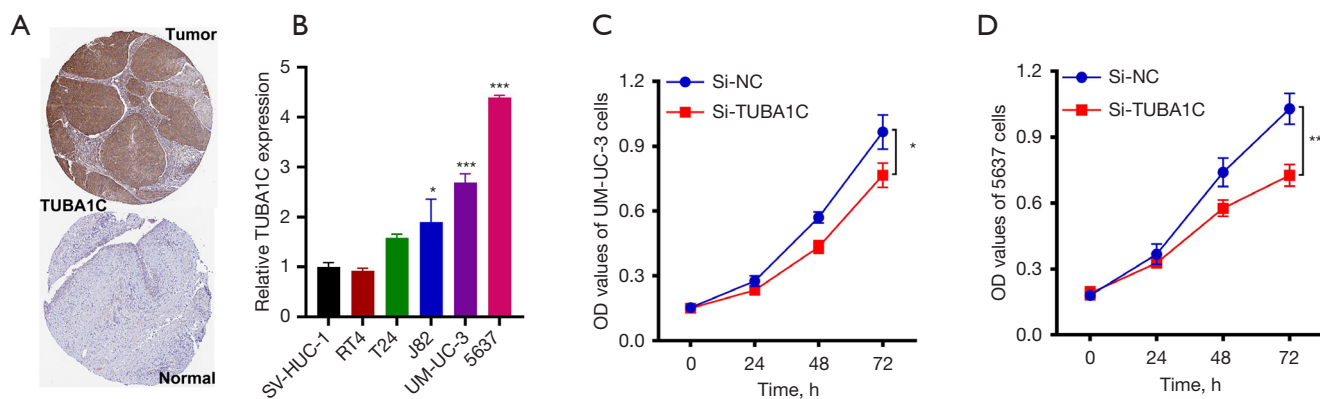 A
Tumor
TUBA1C
Normal
B
Relative TUBA1C expression
5
4
3
2
1
0
*
***
***
SV-HUC-1
RT4
T24
J82
UM-UC-3
5637
C
Si-NC
Si-TUBA1C
OD values of UM-UC-3 cells
1.2
0.9
0.6
0.3
0.0
*
0
24
48
72
Time, h
D
Si-NC
Si-TUBA1C
OD values of 5637 cells
1.2
0.9
0.6
0.3
0.0
**
0
24
48
72
Time, h